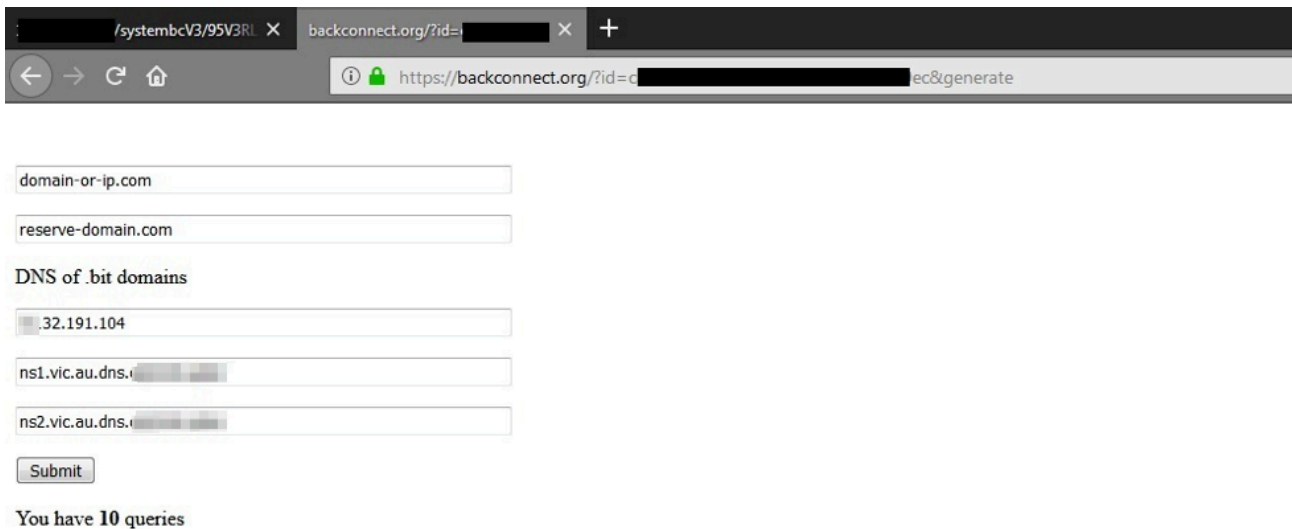 /systembcV3/95V3RL
backconnect.org/?id=
https://backconnect.org/?id=c ec&generate
domain-or-ip.com
reserve-domain.com
DNS of .bit domains
.32.191.104
ns1.vic.au.dns.
ns2.vic.au.dns.
Submit
You have 10 queries